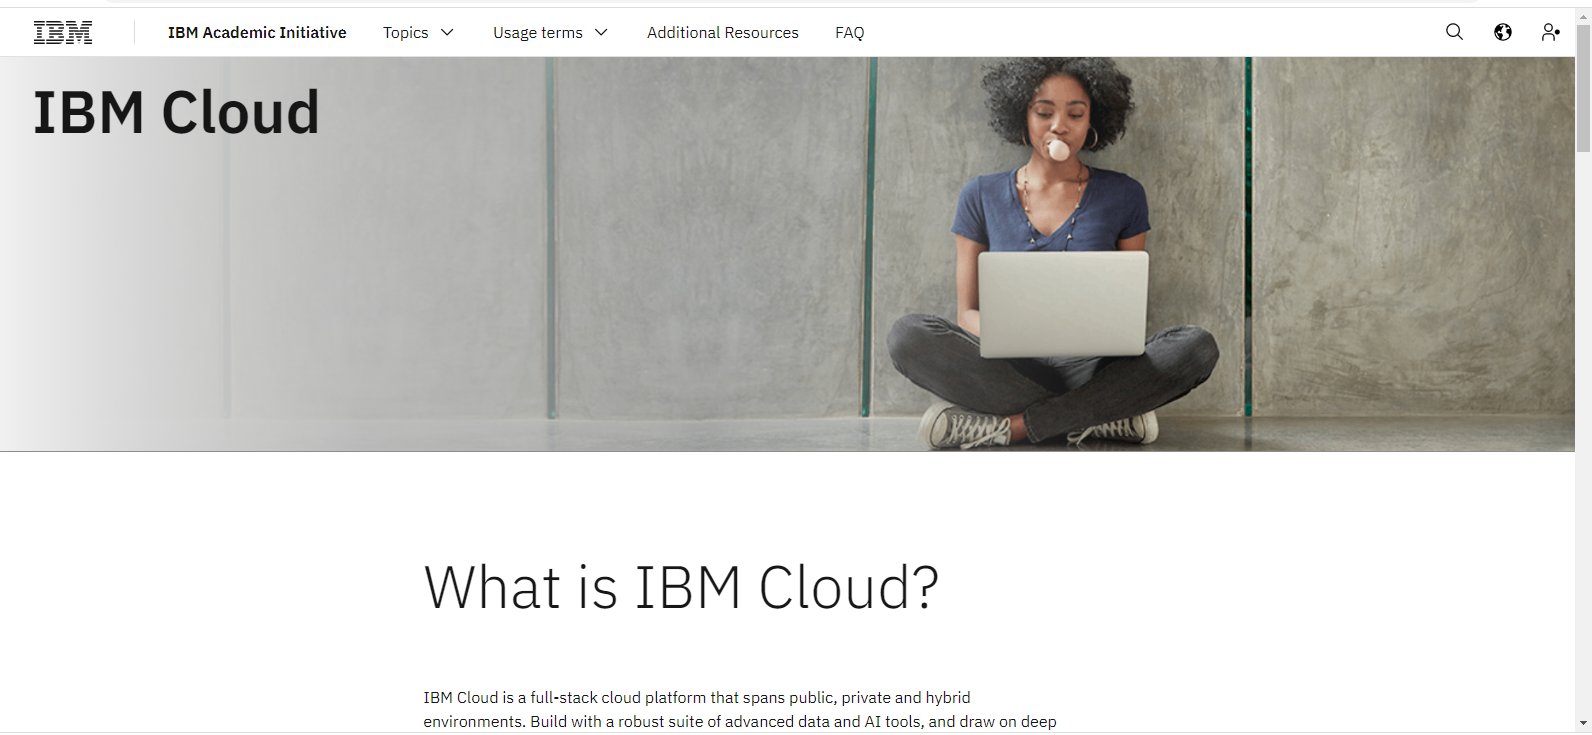 IBM
IBM Academic Initiative
Topics
Usage terms
Additional Resources
FAQ
IBM Cloud
What is IBM Cloud?
IBM Cloud is a full-stack cloud platform that spans public, private and hybrid
environments. Build with a robust suite of advanced data and AI tools, and draw on deep